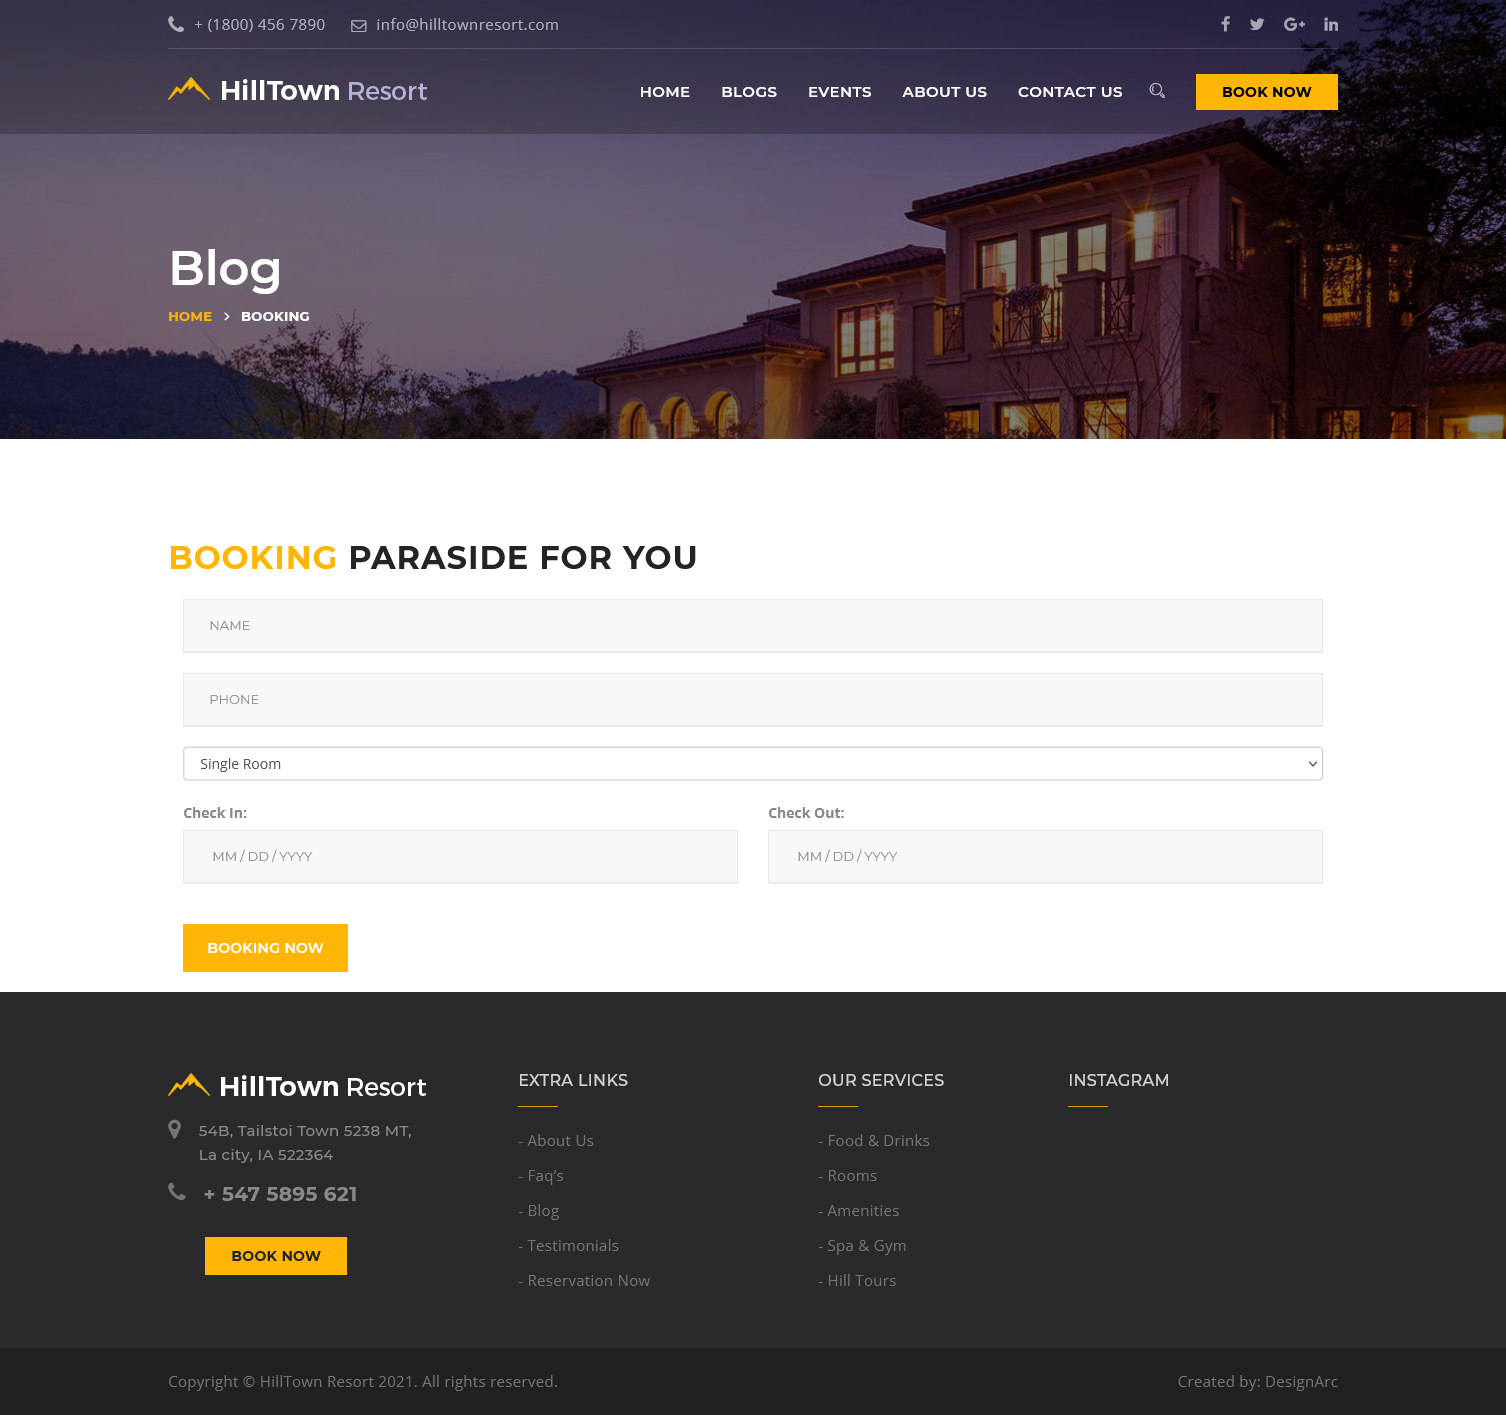 + (1800) 456 7890 info@hilltownresort.com
HillTown Resort HOME BLOGS EVENTS ABOUT US CONTACT US BOOK NOW
Blog
HOME > BOOKING
BOOKING PARASIDE FOR YOU
NAME
PHONE
Single Room
Check In: Check Out:
MM / DD / YYYY MM / DD / YYYY
BOOKING NOW
HillTown Resort
54B, Tailstoi Town 5238 MT,
La city, IA 522364
+ 547 5895 621
BOOK NOW
EXTRA LINKS
- About Us
- Faq’s
- Blog
- Testimonials
- Reservation Now
OUR SERVICES
- Food & Drinks
- Rooms
- Amenities
- Spa & Gym
- Hill Tours
INSTAGRAM
Copyright © HillTown Resort 2021. All rights reserved. Created by: DesignArc